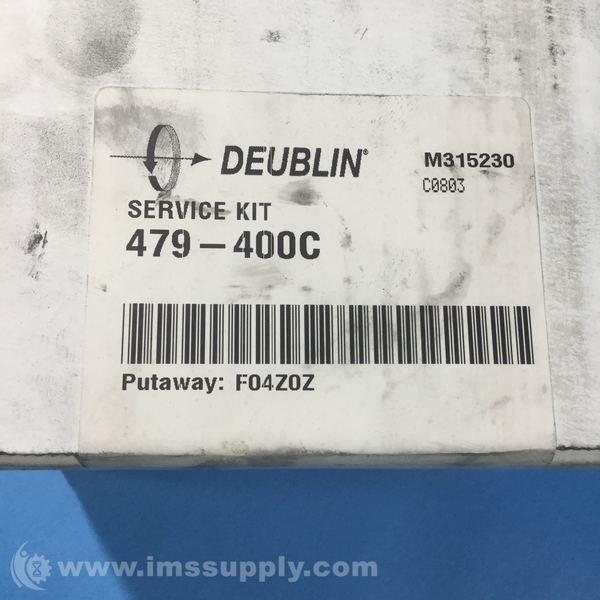 DEUBLIN®
M315230
C0803
SERVICE KIT
479-400C
Putaway: F04Z0Z
www.imssupply.com